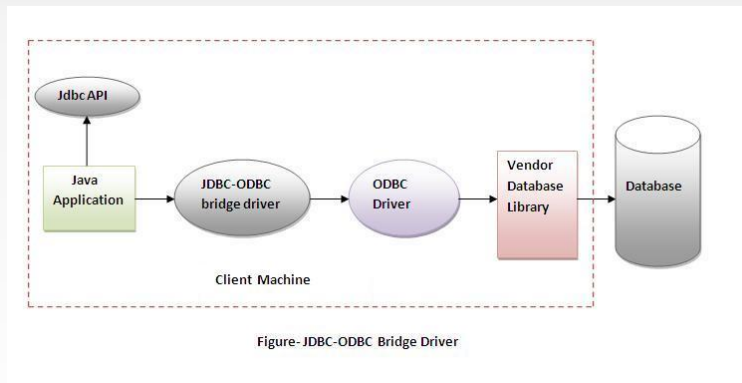 Jdbc API
Java
Application
JDBC-ODBC
bridge driver
ODBC
Driver
Vendor
Database
Library
Database
Client Machine
Figure- JDBC-ODBC Bridge Driver